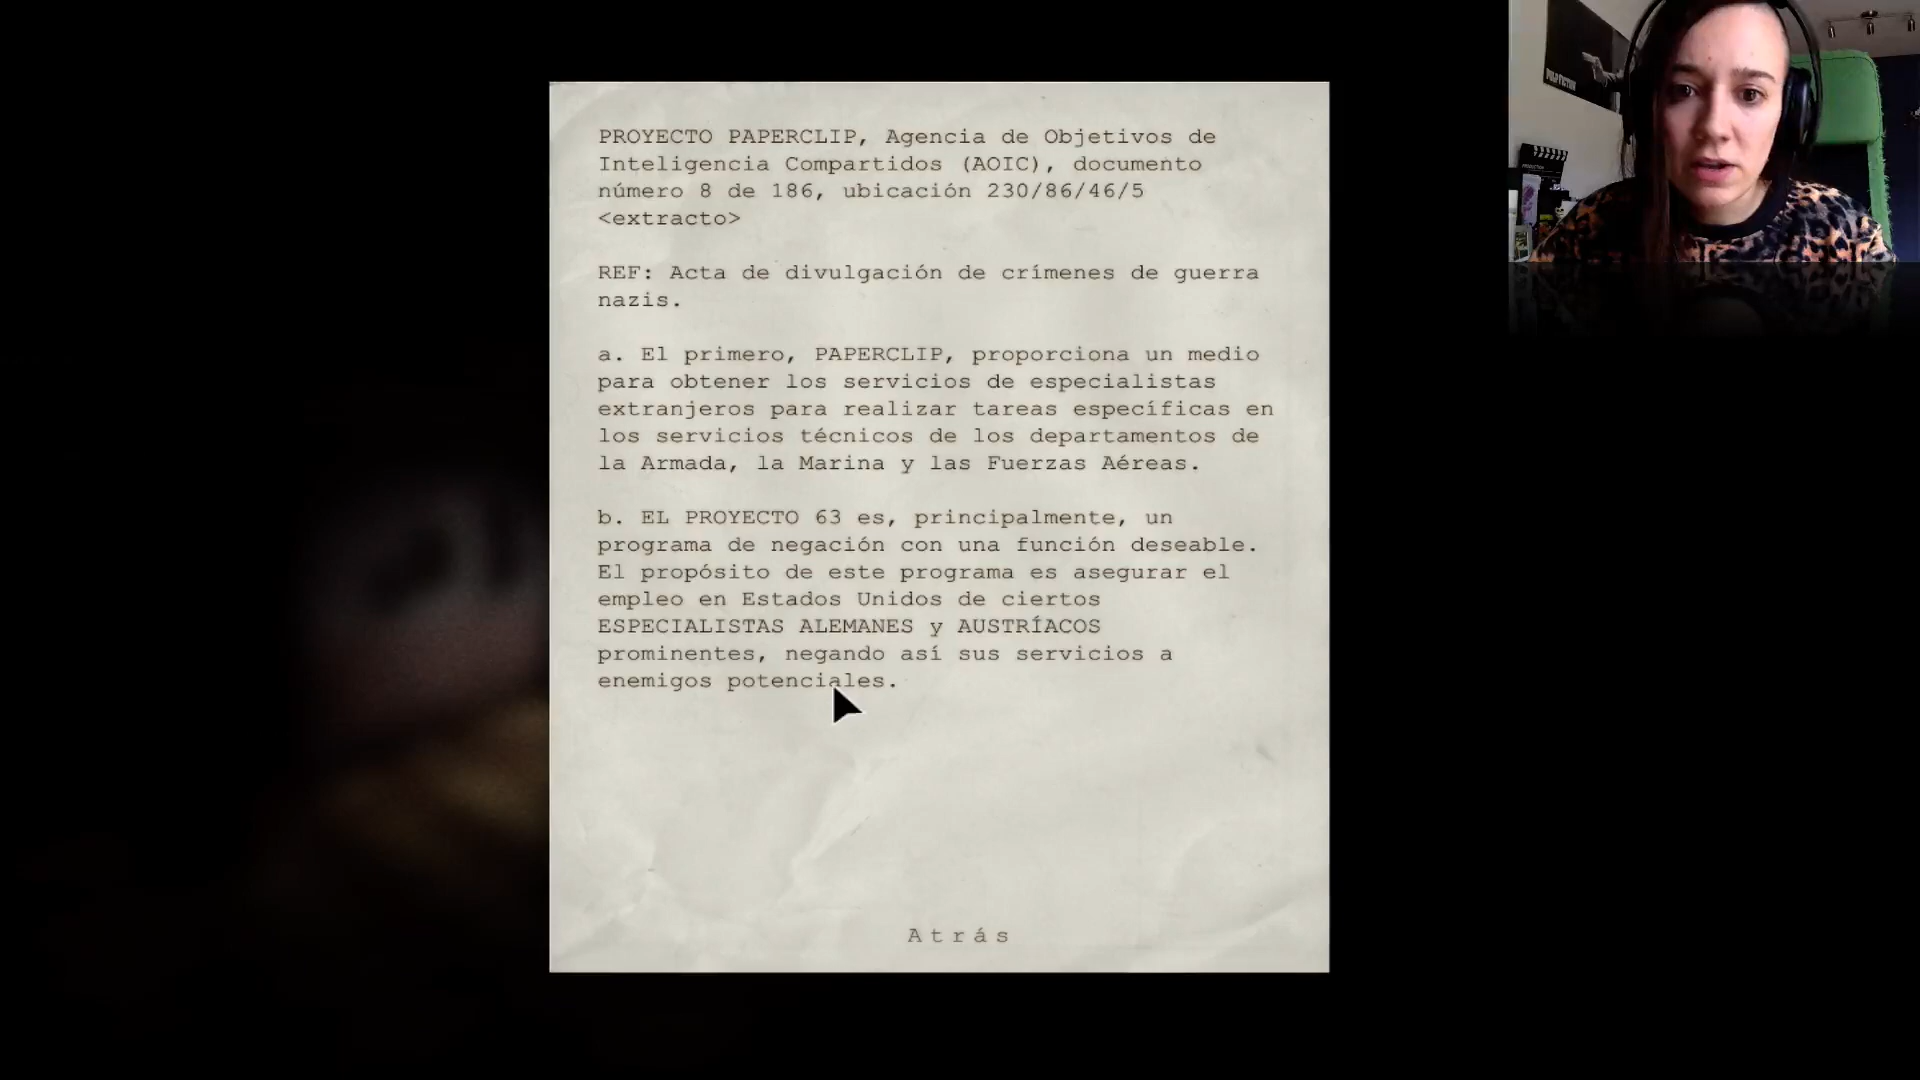 PROYECTO PAPERCLIP, Agencia de Objetivos de
Inteligencia Compartidos (AOIC), documento
número 8 de 186, ubicación 230/86/46/5
<extracto>
REF: Acta de divulgación de crímenes de guerra
nazis.
a. El primero, PAPERCLIP, proporciona un medio
para obtener los servicios de especialistas
extranjeros para realizar tareas específicas en
los servicios técnicos de los departamentos de
la Armada, la Marina y las Fuerzas Aéreas.
b. EL PROYECTO 63 es, principalmente, un
programa de negación con una función deseable.
El propósito de este programa es asegurar el
empleo en Estados Unidos de ciertos
ESPECIALISTAS ALEMANES y AUSTRÍACOS
prominentes, negando así sus servicios a
enemigos potenciales.
Atrás
PULP FICTION